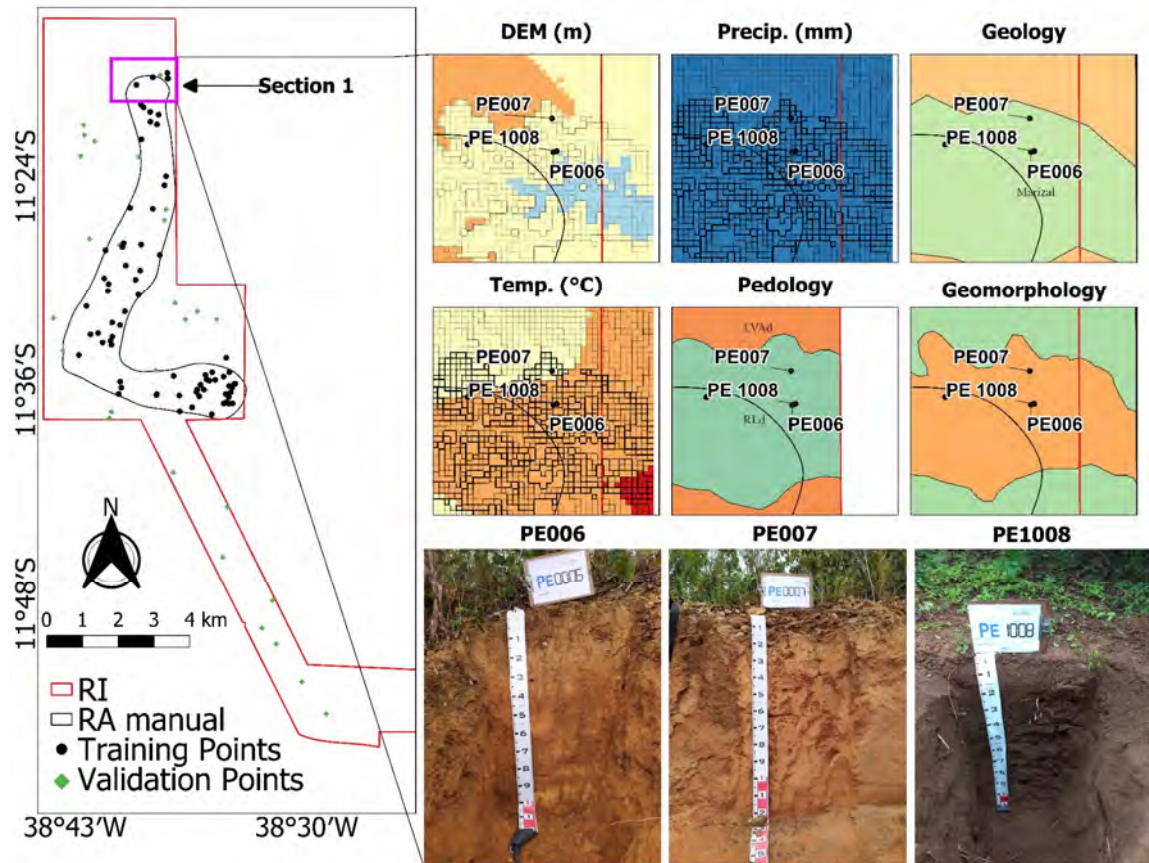 Section 1
11°24′S
11°36′S
11°48′S
N
0 1 2 3 4 km
RI
RA manual
Training Points
Validation Points
38°43′W 38°30′W
DEM (m) Precip. (mm) Geology
PE007 PE007 PE007
PE 1008 PE 1008 PE 1008
PE006 PE006 PE006
Marizal
Temp. (°C) Pedology Geomorphology
LVAd
PE007 PE007 PE007
PE 1008 PE 1008 PE 1008
RLd
PE006 PE006 PE006
PE006 PE007 PE1008
PE0006 PE0007 PE 1008